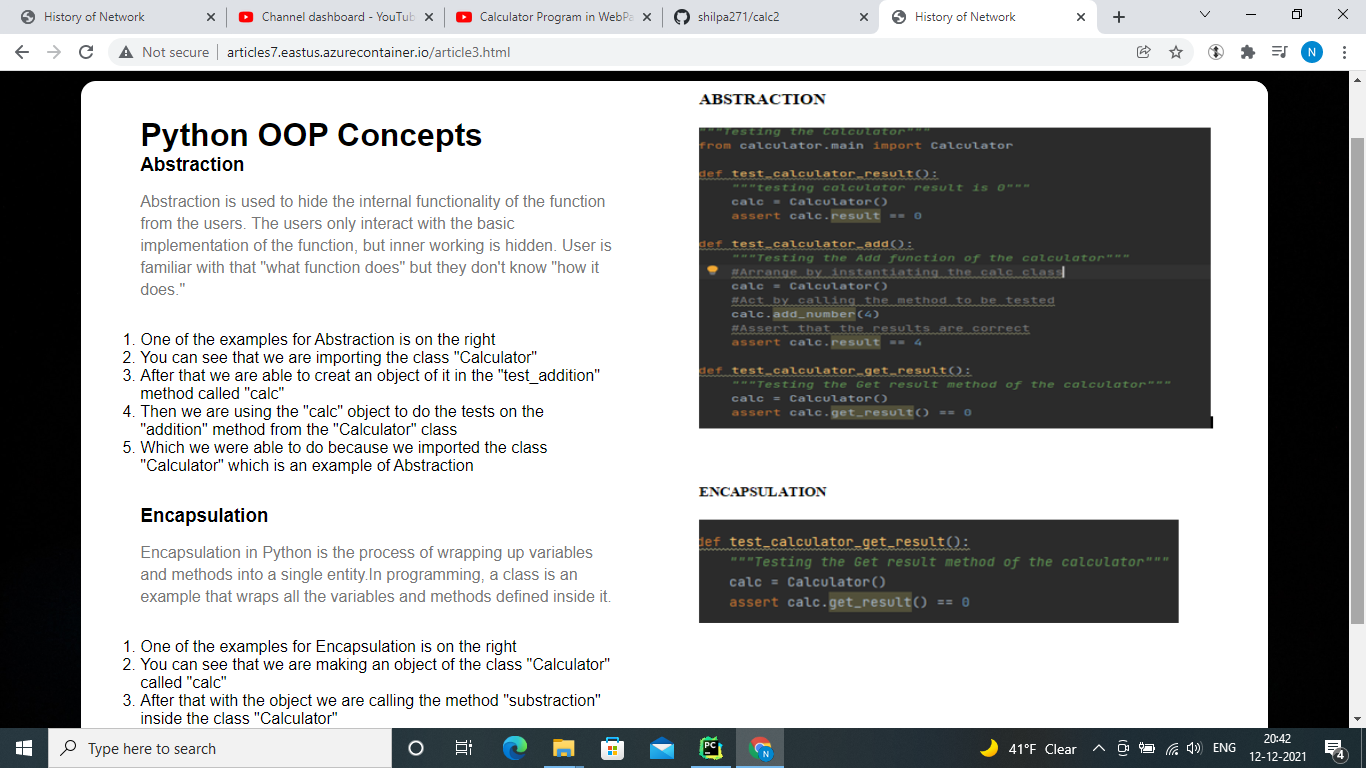 History of Network
Channel dashboard - YouTub
Calculator Program in WebPa
shilpa271/calc2
History of Network
Not secure
articles7.eastus.azurecontainer.io/article3.html
N
Python OOP Concepts
Abstraction
Abstraction is used to hide the internal functionality of the function
from the users. The users only interact with the basic
implementation of the function, but inner working is hidden. User is
familiar with that "what function does" but they don't know "how it
does."
1. One of the examples for Abstraction is on the right
2. You can see that we are importing the class "Calculator"
3. After that we are able to creat an object of it in the "test_addition"
method called "calc"
4. Then we are using the "calc" object to do the tests on the
"addition" method from the "Calculator" class
5. Which we were able to do because we imported the class
"Calculator" which is an example of Abstraction
Encapsulation
Encapsulation in Python is the process of wrapping up variables
and methods into a single entity.In programming, a class is an
example that wraps all the variables and methods defined inside it.
1. One of the examples for Encapsulation is on the right
2. You can see that we are making an object of the class "Calculator"
called "calc"
3. After that with the object we are calling the method "substraction"
inside the class "Calculator"
ABSTRACTION
"""Testing the Calculator"""
from calculator.main import Calculator
def test_calculator_result():
"""testing calculator result is 0"""
calc = Calculator()
assert calc.result == 0
def test_calculator_add():
"""Testing the Add function of the calculator"""
#Arrange by instantiating the calc class
calc = Calculator()
#Act by calling the method to be tested
calc.add_number(4)
#Assert that the results are correct
assert calc.result == 4
def test_calculator_get_result():
"""Testing the Get result method of the calculator"""
calc = Calculator()
assert calc.get_result() == 0
ENCAPSULATION
def test_calculator_get_result():
"""Testing the Get result method of the calculator"""
calc = Calculator()
assert calc.get_result() == 0
Type here to search
PC
N
41°F Clear
ENG
20:42
12-12-2021
4